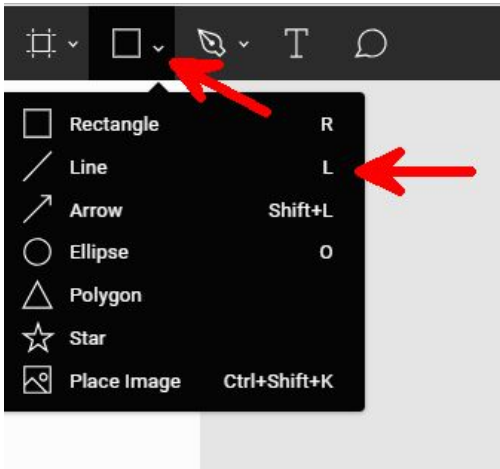 T
Rectangle R
Line L
Arrow Shift+L
Ellipse O
Polygon
Star
Place Image Ctrl+Shift+K